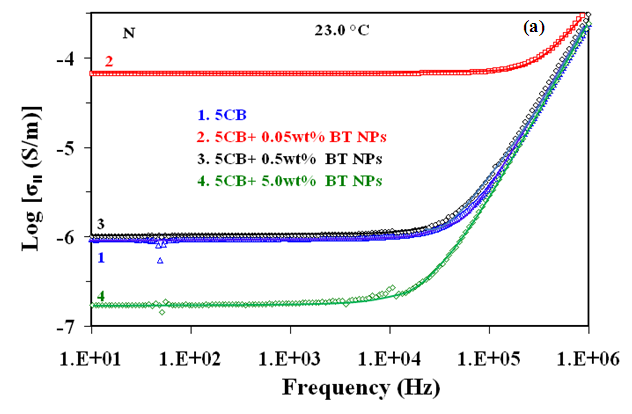 N
23.0 °C
(a)
-4
2
1. 5CB
2. 5CB+ 0.05wt% BT NPs
3. 5CB+ 0.5wt% BT NPs
4. 5CB+ 5.0wt% BT NPs
-5
Log [σ_II (S/m)]
3
-6
1
4
-7
1.E+01 1.E+02 1.E+03 1.E+04 1.E+05 1.E+06
Frequency (Hz)